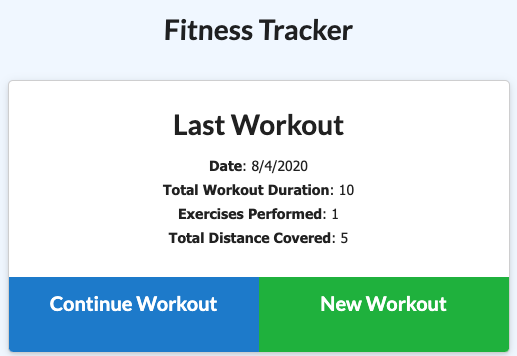 Fitness Tracker
Last Workout
Date: 8/4/2020
Total Workout Duration: 10
Exercises Performed: 1
Total Distance Covered: 5
Continue Workout
New Workout